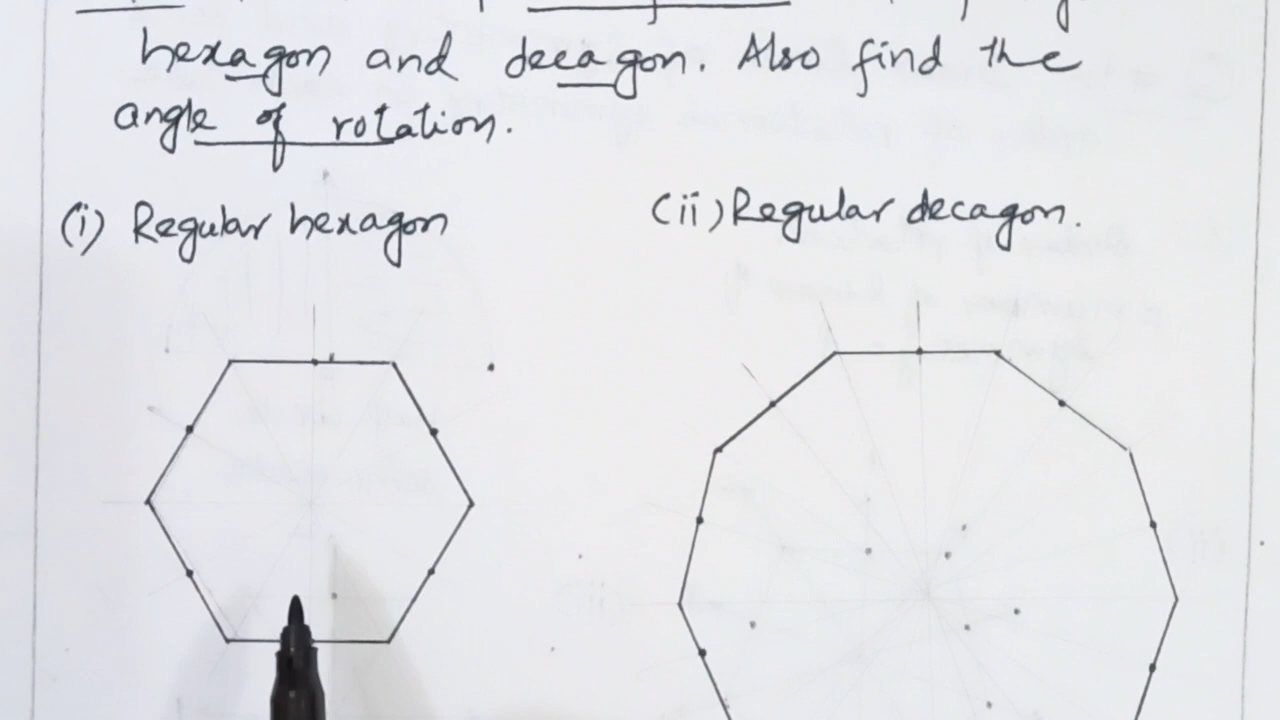 hexagon and decagon. Also find the
angle of rotation.
(i) Regular hexagon
(ii) Regular decagon.